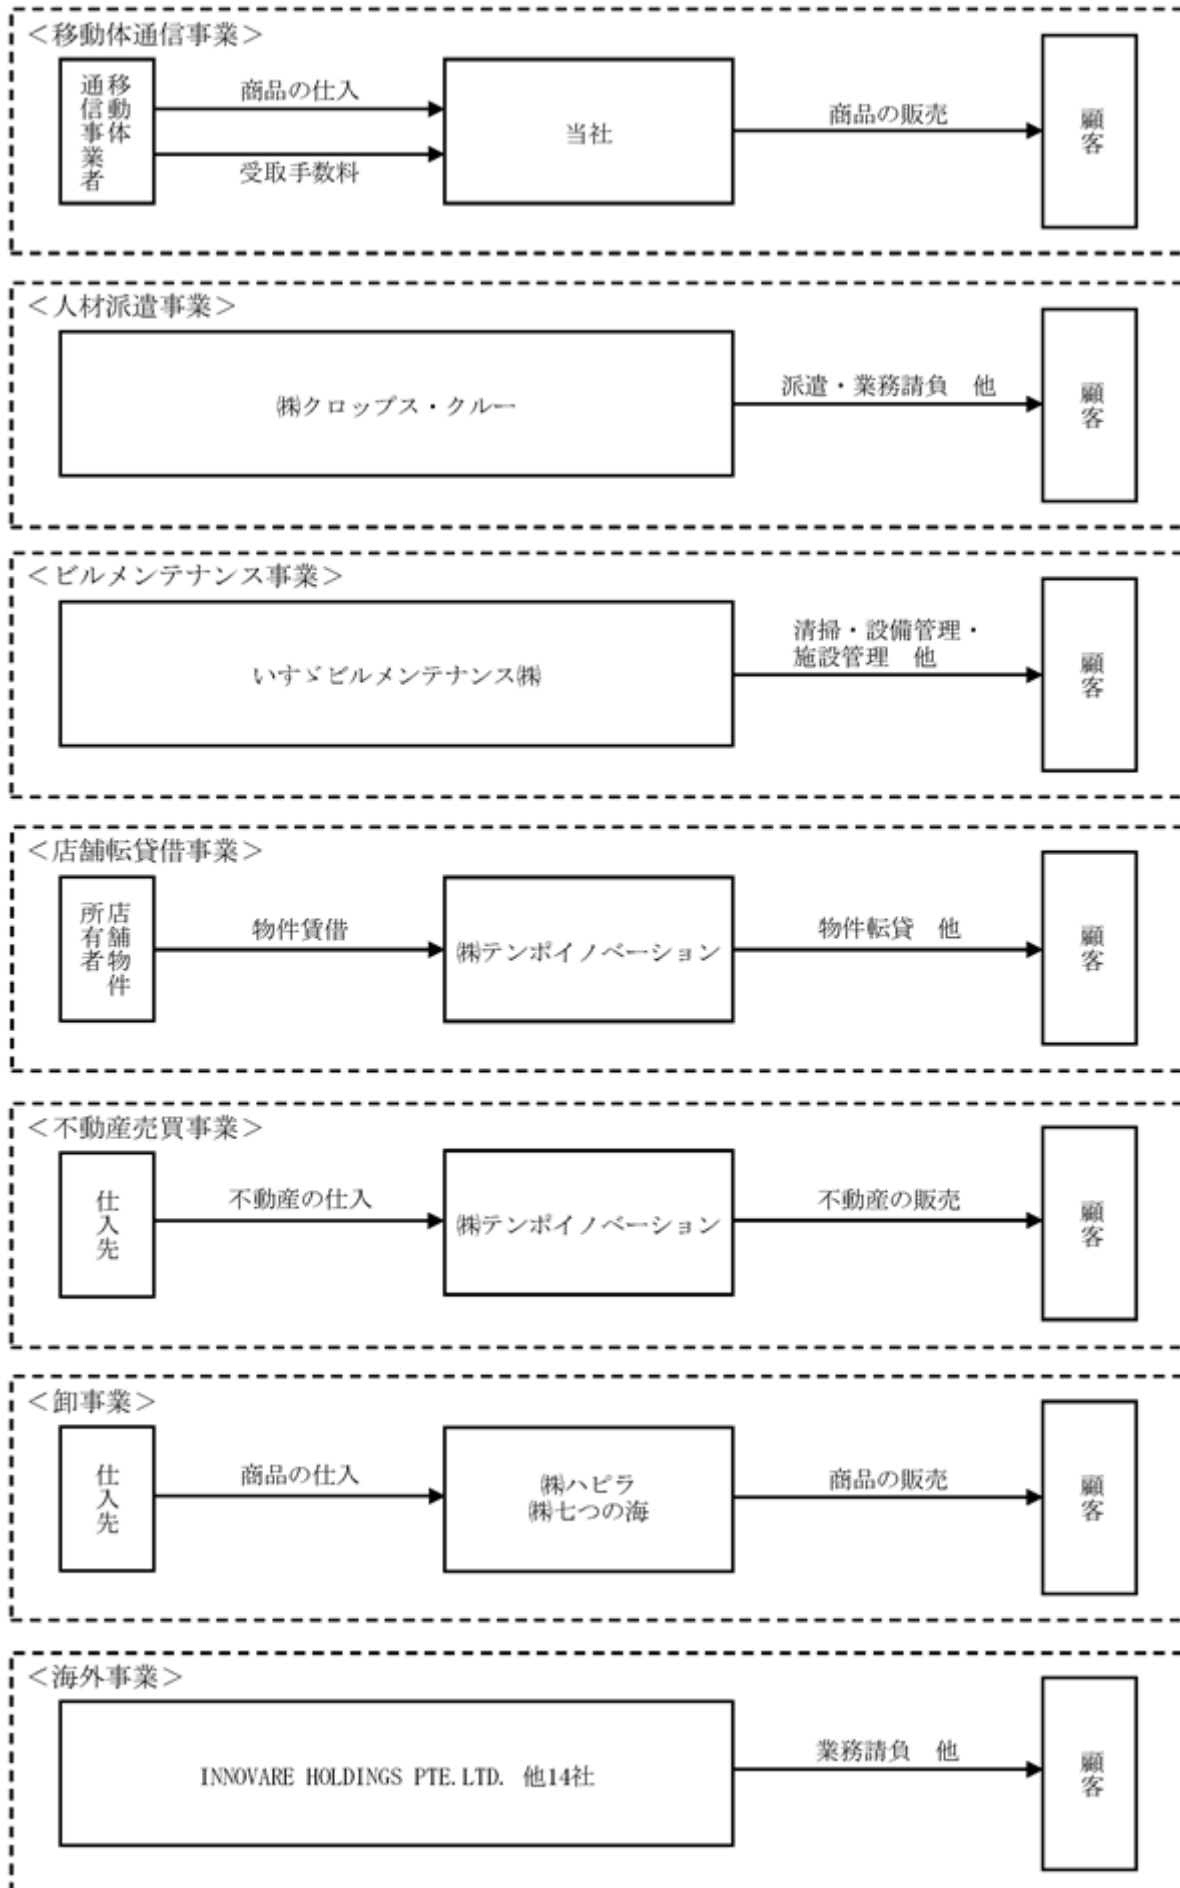 ＜移動体通信事業＞
移動体
通信事業者
商品の仕入
受取手数料
当社
商品の販売
顧客
＜人材派遣事業＞
㈱クロップス・クルー
派遣・業務請負　他
顧客
＜ビルメンテナンス事業＞
いすゞビルメンテナンス㈱
清掃・設備管理・
施設管理　他
顧客
＜店舗転貸借事業＞
店舗物件
所有者
物件賃借
㈱テンポイノベーション
物件転貸　他
顧客
＜不動産売買事業＞
仕入先
不動産の仕入
㈱テンポイノベーション
不動産の販売
顧客
＜卸事業＞
仕入先
商品の仕入
㈱ハピラ
㈱七つの海
商品の販売
顧客
＜海外事業＞
INNOVARE HOLDINGS PTE.LTD. 他14社
業務請負　他
顧客